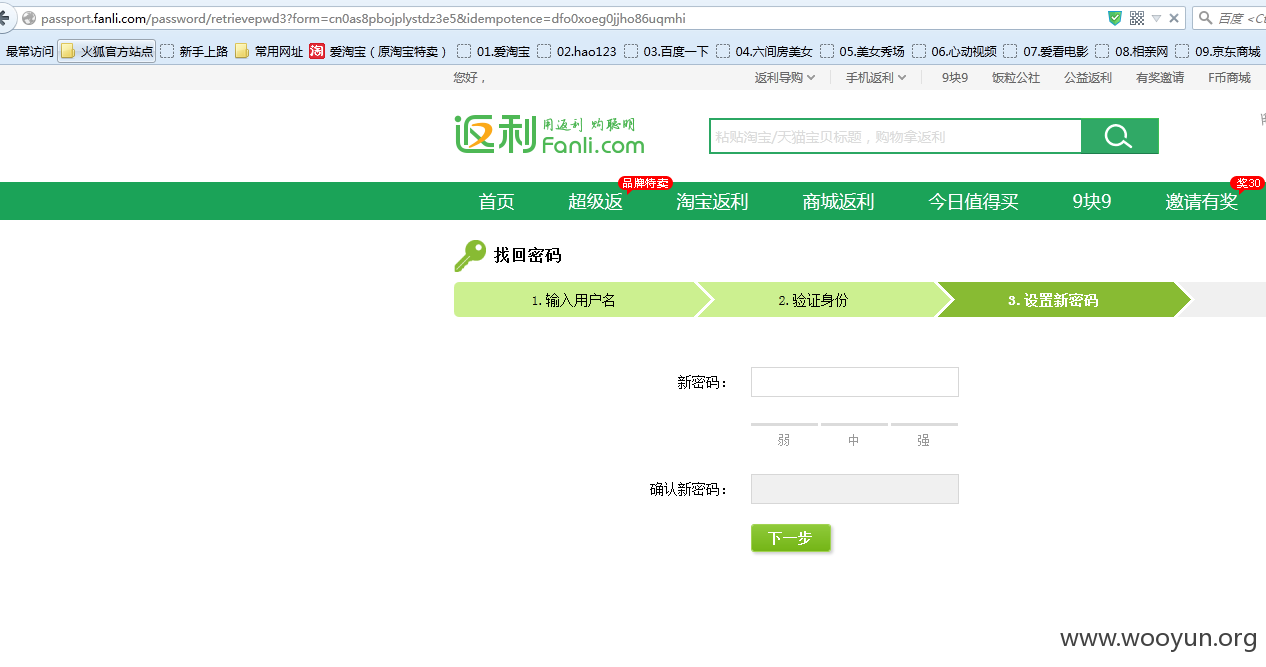 passport.fanli.com/password/retrievepwd3?form=cn0as8pbojplystdz3e5&idempotence=dfo0xoeg0jjho86uqmhi
百度 <Ct
最常访问 火狐官方站点 新手上路 常用网址 淘 爱淘宝（原淘宝特卖） 01.爱淘宝 02.hao123 03.百度一下 04.六间房美女 05.美女秀场 06.心动视频 07.爱看电影 08.相亲网 09.京东商城
您好， 返利导购 手机返利 9块9 饭粒公社 公益返利 有奖邀请 F币商城
返利 用返利 购聪明
Fanli.com
粘贴淘宝/天猫宝贝标题，购物拿返利
品牌特卖 奖30
首页 超级返 淘宝返利 商城返利 今日值得买 9块9 邀请有奖
找回密码
1. 输入用户名 2. 验证身份 3. 设置新密码
新密码：
弱 中 强
确认新密码：
下一步
www.wooyun.org